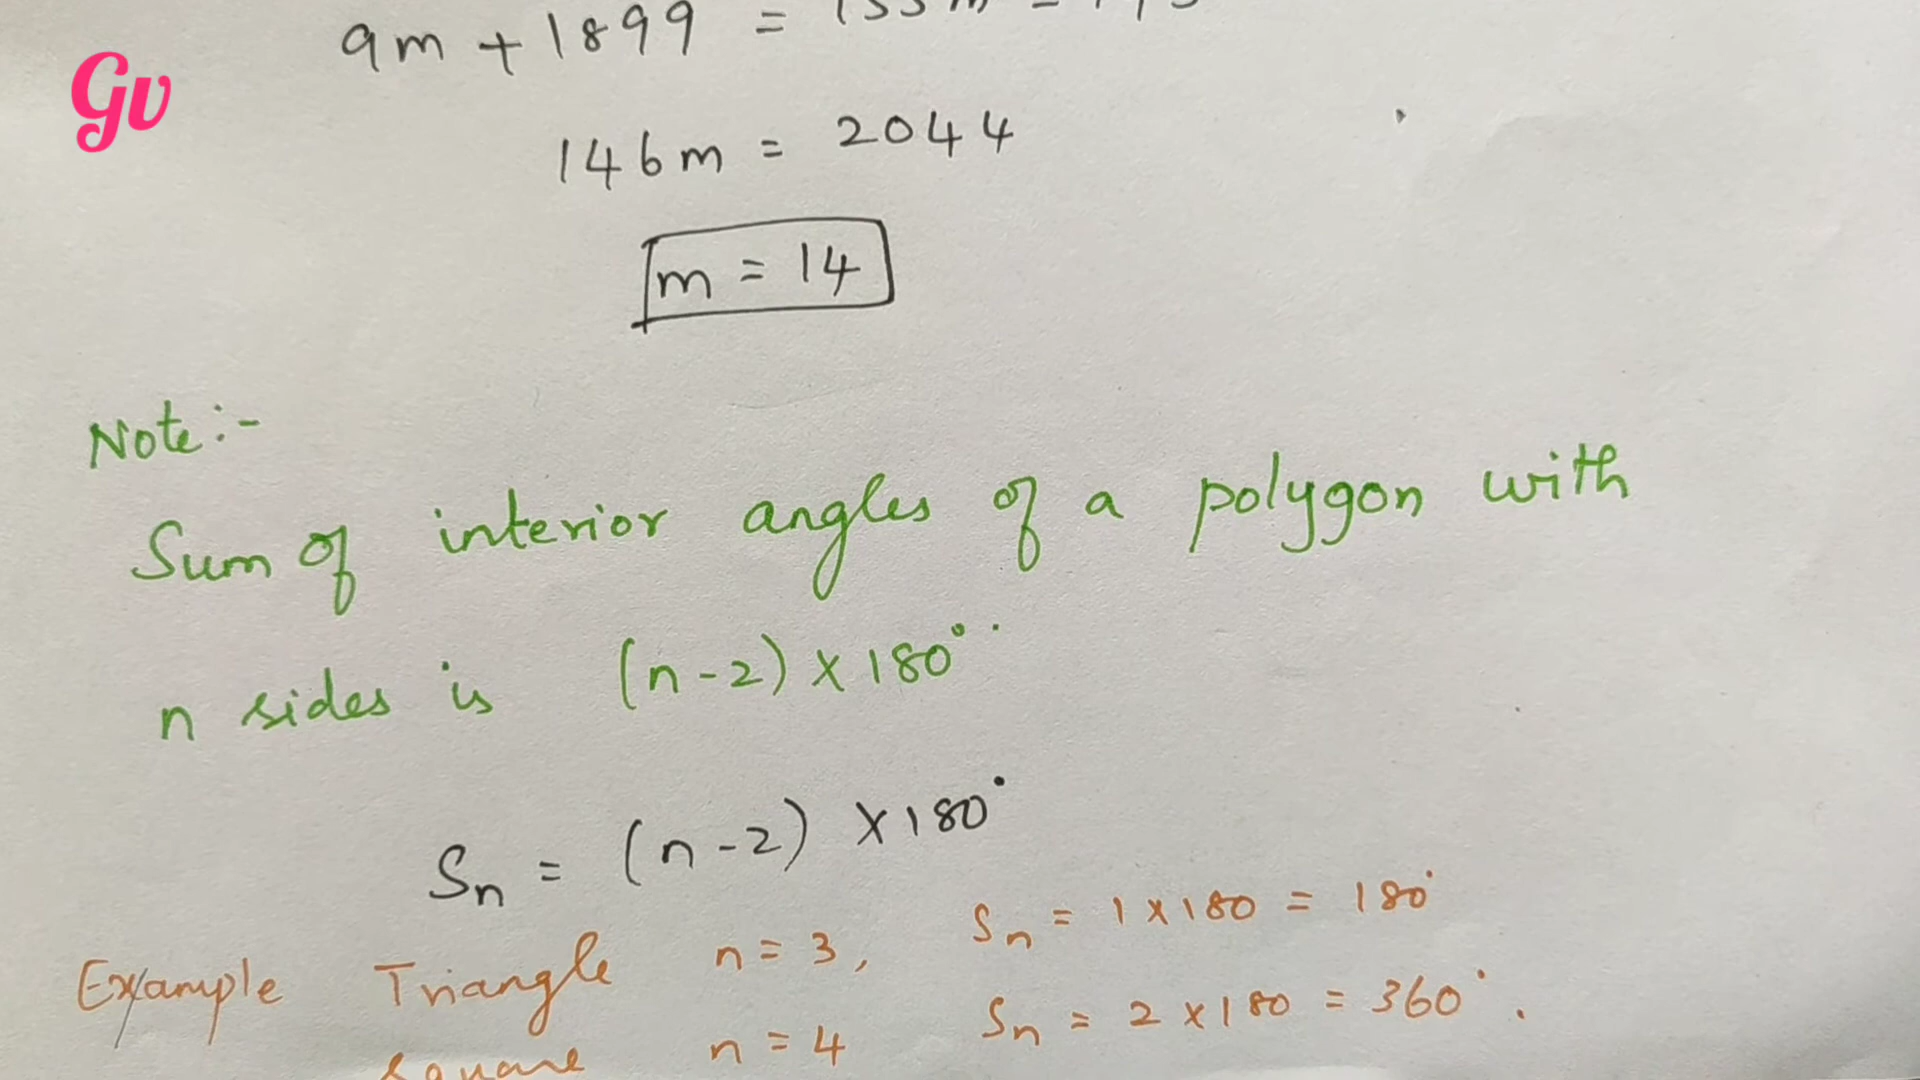 Gv
9m + 1899 =
146m = 2044
m = 14
Note:-
Sum of interior angles of a polygon with
n sides is (n-2) × 180°.
Sn = (n-2) × 180°
Example Triangle n = 3, Sn = 1 × 180 = 180°
square n = 4 Sn = 2 × 180 = 360°.